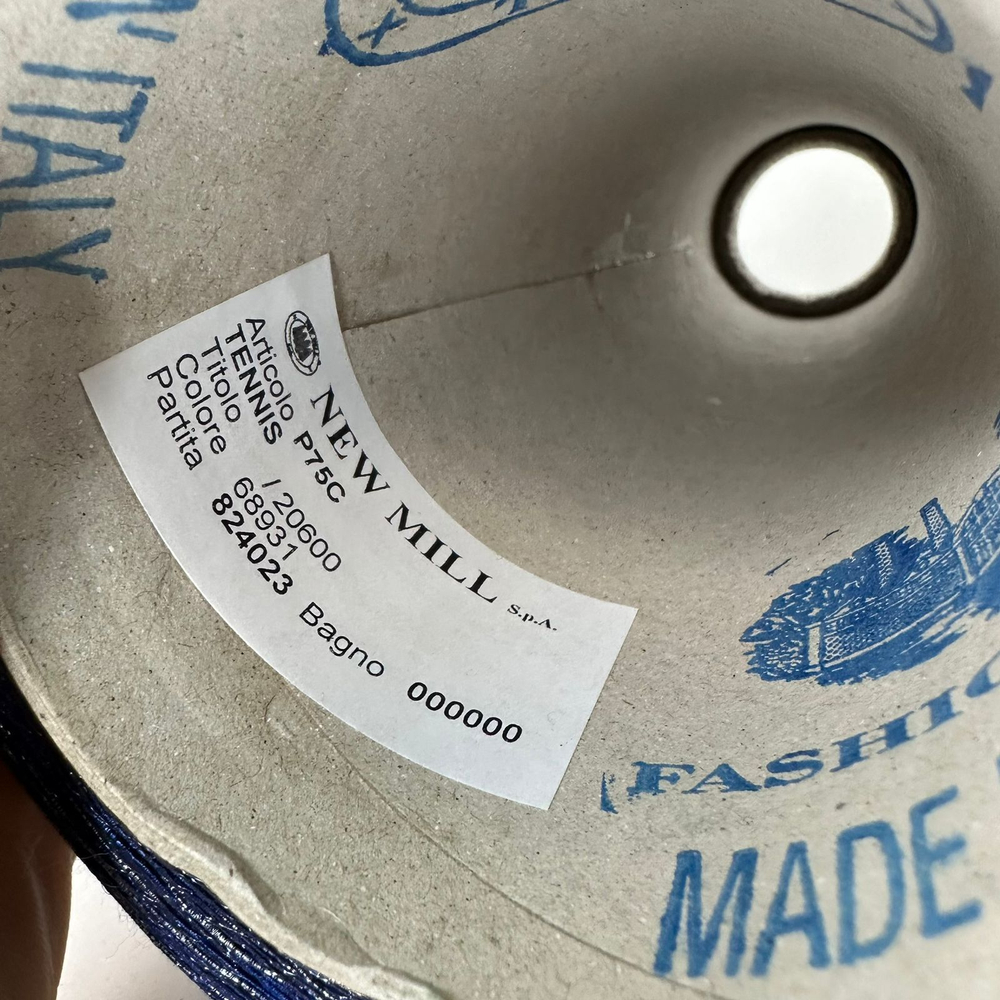 NEW MILL S.p.A.
Articolo P75C
TENNIS
Titolo / 20600
Colore 68931
Partita 824023 Bagno 000000
ITALY
FASHIO
MADE